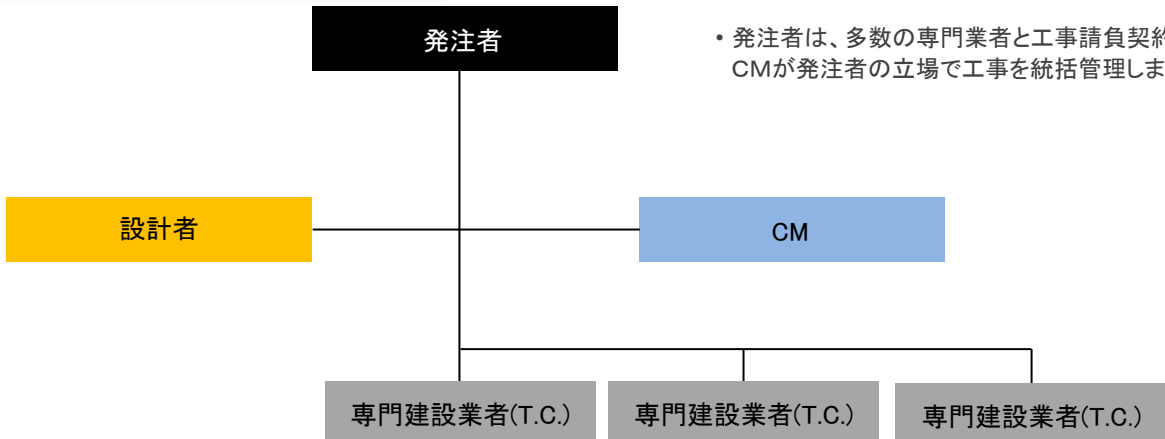 発注者
・発注者は、多数の専門業者と工事請負契約
CMが発注者の立場で工事を統括管理しま
設計者
CM
専門建設業者(T.C.)
専門建設業者(T.C.)
専門建設業者(T.C.)